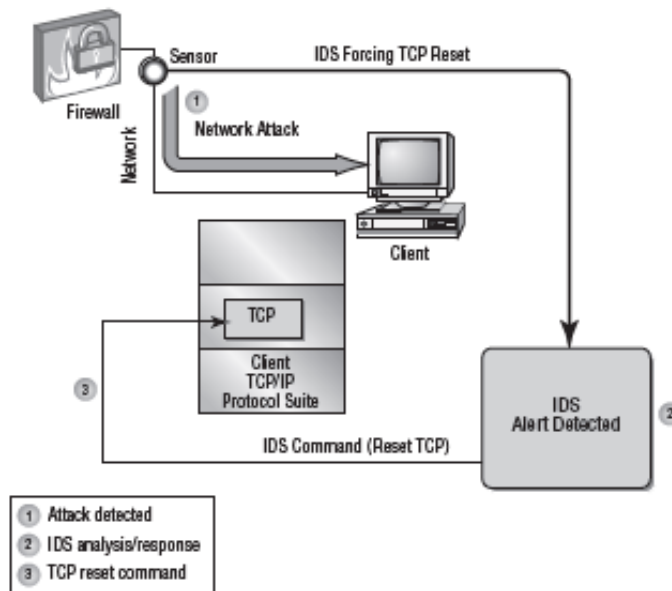 Sensor
IDS Forcing TCP Reset
Firewall
1
Network Attack
Network
Client
TCP
Client
TCP/IP
Protocol Suite
3
IDS
Alert Detected
2
IDS Command (Reset TCP)
1 Attack detected
2 IDS analysis/response
3 TCP reset command